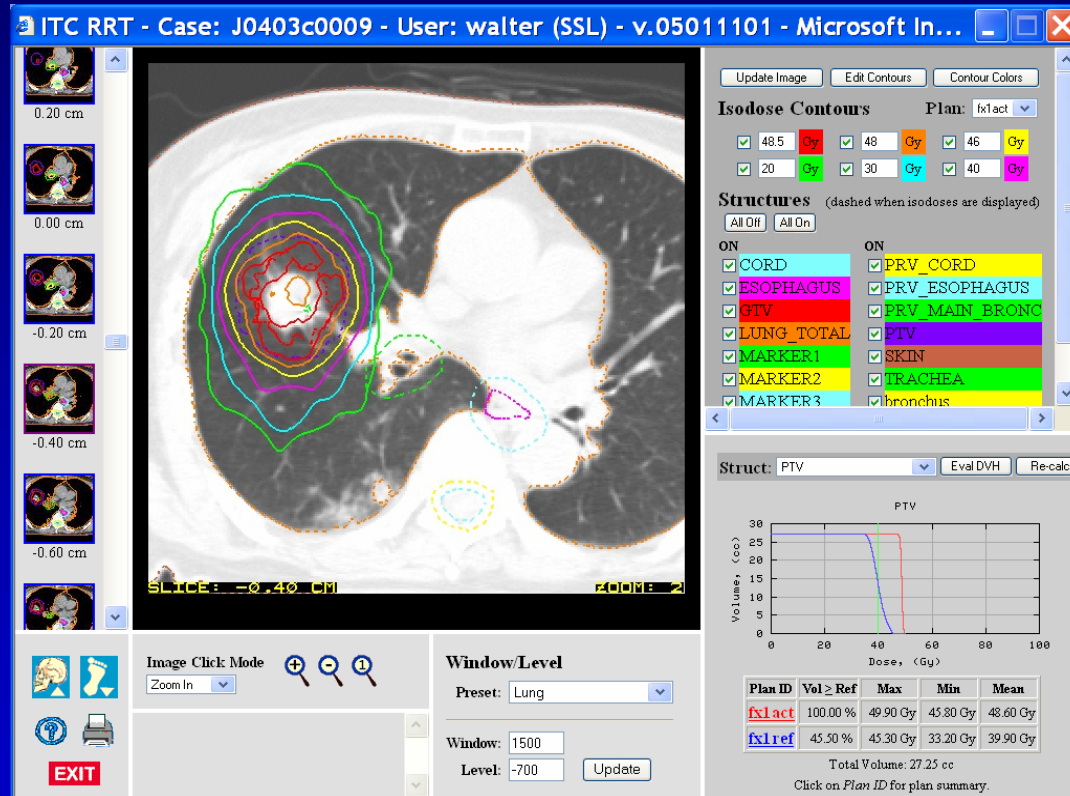 ITC RRT - Case: J0403c0009 - User: walter (SSL) - v.05011101 - Microsoft In...
0.20 cm
0.00 cm
-0.20 cm
-0.40 cm
-0.60 cm
SLICE: -0.40 CM
ZOOM: 2
Update Image Edit Contours Contour Colors
Isodose Contours Plan: fx1act
48.5 Gy 48 Gy 46 Gy
20 Gy 30 Gy 40 Gy
Structures (dashed when isodoses are displayed)
All Off All On
ON ON
CORD PRV_CORD
ESOPHAGUS PRV_ESOPHAGUS
GTV PRV_MAIN_BRONC
LUNG_TOTAL PTV
MARKER1 SKIN
MARKER2 TRACHEA
MARKER3 bronchus
Struct: PTV Eval DVH Re-calc
PTV
Volume, (cc)
30
25
20
15
10
5
0
0 20 40 60 80 100
Dose, (Gy)
Plan ID Vol ≥ Ref Max Min Mean
fx1act 100.00 % 49.90 Gy 45.80 Gy 48.60 Gy
fx1ref 45.50 % 45.30 Gy 33.20 Gy 39.90 Gy
Total Volume: 27.25 cc
Click on Plan ID for plan summary.
Image Click Mode
Zoom In
+ - 1
Window/Level
Preset: Lung
Window: 1500
Level: -700 Update
?
EXIT